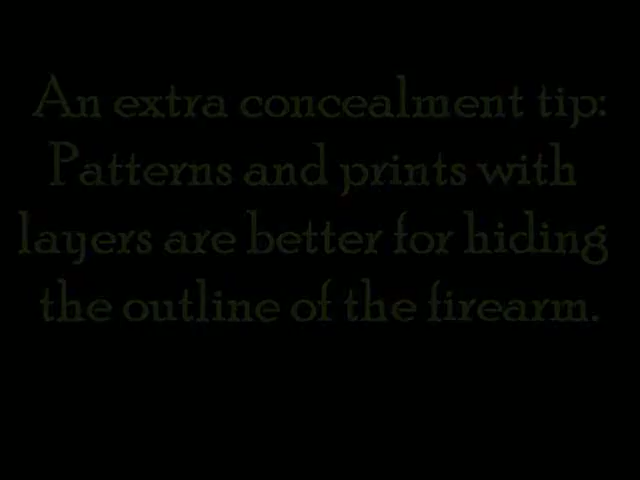 An extra concealment tip:
Patterns and prints with
layers are better for hiding
the outline of the firearm.